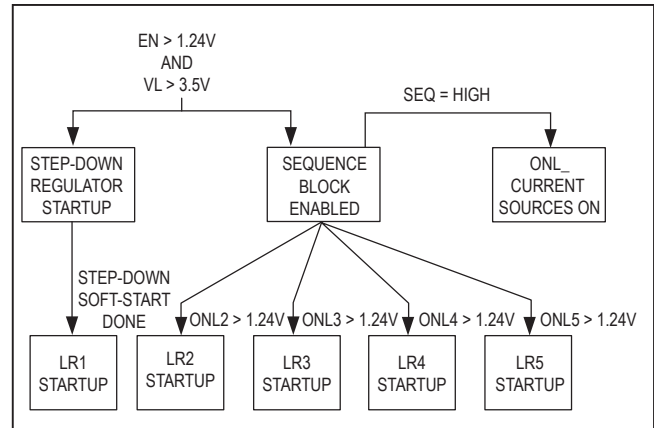 EN > 1.24V
AND
VL > 3.5V
SEQ = HIGH
STEP-DOWN
REGULATOR
STARTUP
SEQUENCE
BLOCK
ENABLED
ONL_
CURRENT
SOURCES ON
STEP-DOWN
SOFT-START
DONE
ONL2 > 1.24V
ONL3 > 1.24V
ONL4 > 1.24V
ONL5 > 1.24V
LR1
STARTUP
LR2
STARTUP
LR3
STARTUP
LR4
STARTUP
LR5
STARTUP